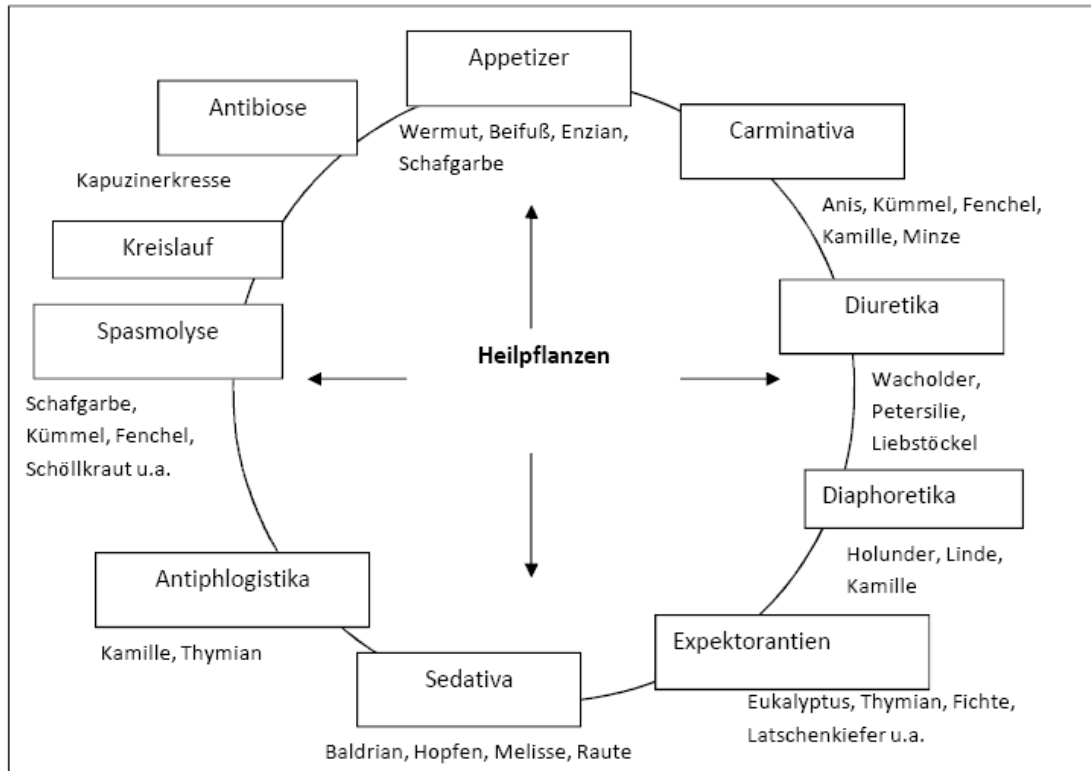 Appetizer
Wermut, Beifuß, Enzian,
Schafgarbe
Carminativa
Anis, Kümmel, Fenchel,
Kamille, Minze
Diuretika
Wacholder,
Petersilie,
Liebstöckel
Diaphoretika
Holunder, Linde,
Kamille
Expektorantien
Eukalyptus, Thymian, Fichte,
Latschenkiefer u.a.
Sedativa
Baldrian, Hopfen, Melisse, Raute
Antiphlogistika
Kamille, Thymian
Spasmolyse
Schafgarbe,
Kümmel, Fenchel,
Schöllkraut u.a.
Kreislauf
Antibiose
Kapuzinerkresse
Heilpflanzen